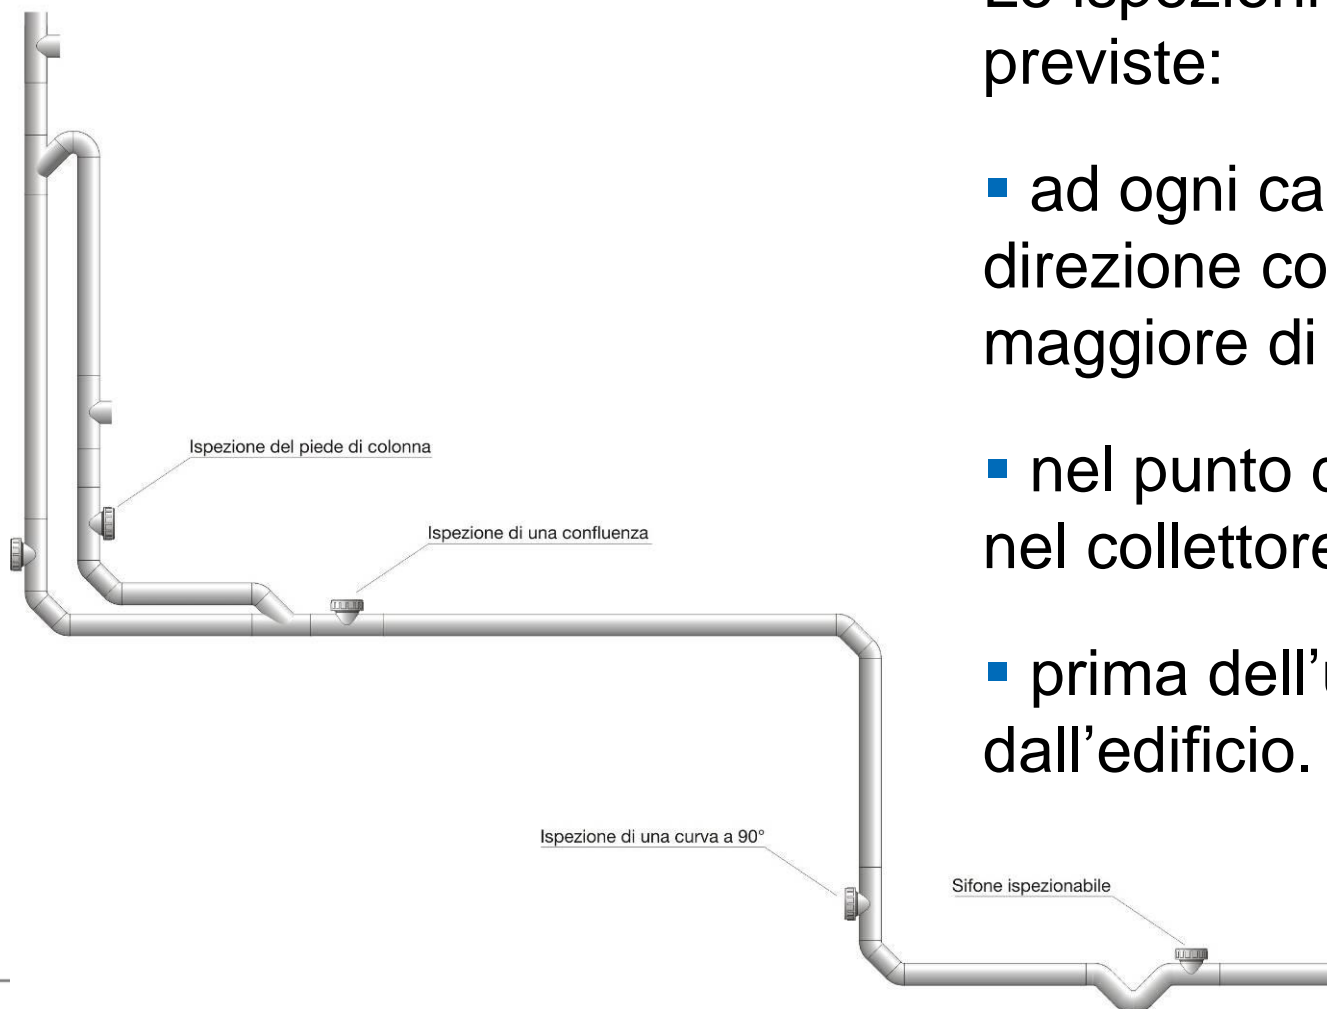 previste:
ad ogni ca
direzione co
maggiore di
nel punto
nel collettore
prima dell’u
dall’edificio.
Ispezione del piede di colonna
Ispezione di una confluenza
Ispezione di una curva a 90°
Sifone ispezionabile